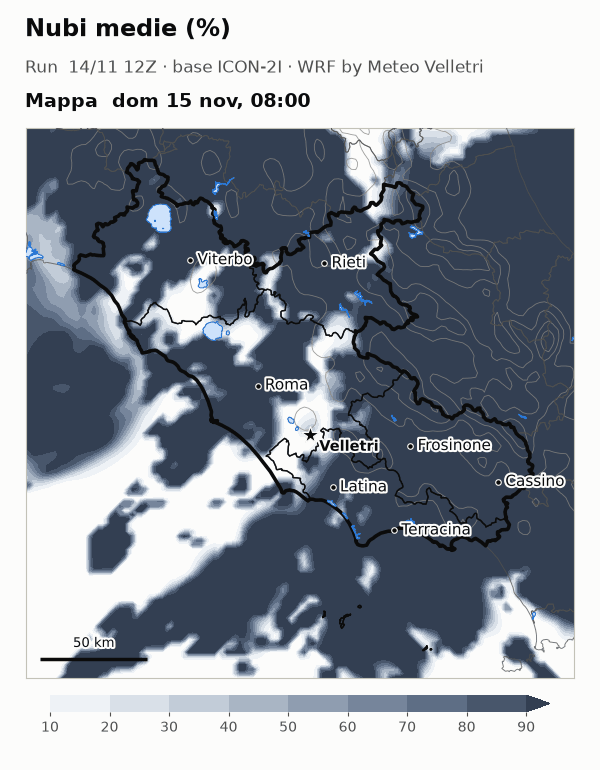 Nubi medie (%)
Run  14/11 12Z · base ICON-2I · WRF by Meteo Velletri
Mappa  dom 15 nov, 08:00
Viterbo
Rieti
Roma
Velletri
Frosinone
Cassino
Latina
Terracina
50 km
10 20 30 40 50 60 70 80 90